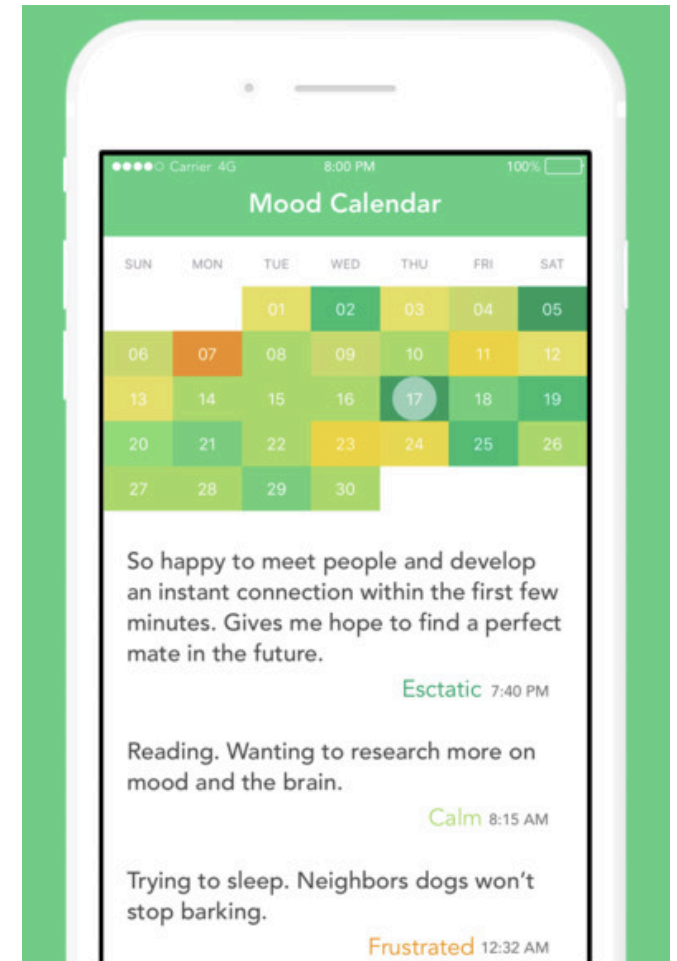 Carrier 4G 8:00 PM 100%
Mood Calendar
SUN MON TUE WED THU FRI SAT
01 02 03 04 05
06 07 08 09 10 11 12
13 14 15 16 17 18 19
20 21 22 23 24 25 26
27 28 29 30
So happy to meet people and develop
an instant connection within the first few
minutes. Gives me hope to find a perfect
mate in the future.
Esctatic 7:40 PM
Reading. Wanting to research more on
mood and the brain.
Calm 8:15 AM
Trying to sleep. Neighbors dogs won't
stop barking.
Frustrated 12:32 AM